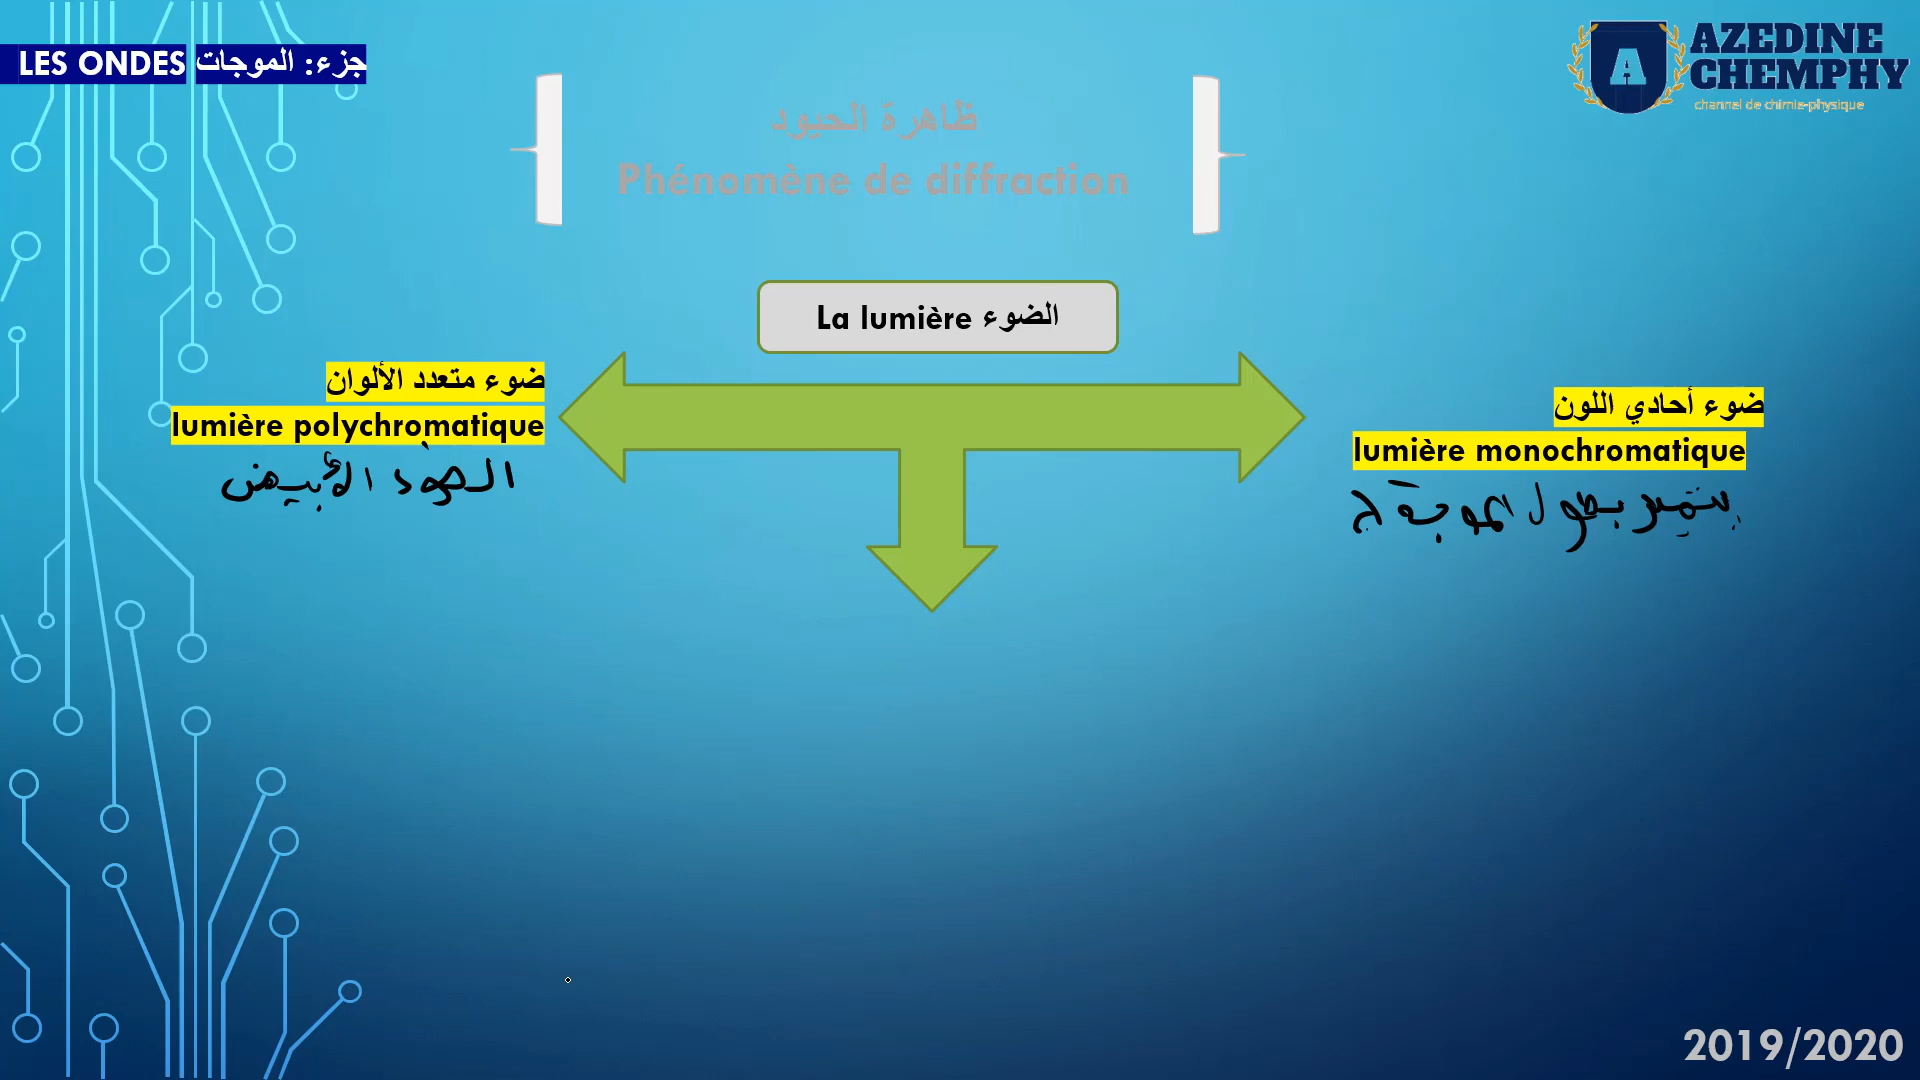 LES ONDES جزء: الموجات
AZEDINE
CHEMPHY
channel de chimie-physique
ظاهرة الحيود
Phénomène de diffraction
La lumière الضوء
ضوء متعدد الألوان
lumière polychromatique
الضوء الأبيض
ضوء أحادي اللون
lumière monochromatique
يتميز بطول الموجة λ
2019/2020